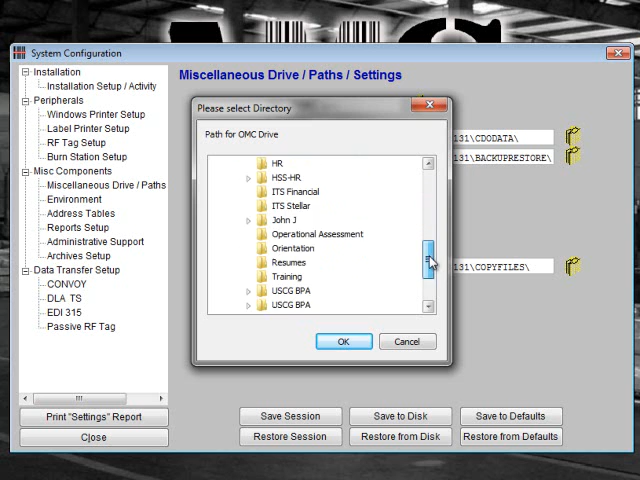 System Configuration
Installation
Installation Setup / Activity
Peripherals
Windows Printer Setup
Label Printer Setup
RF Tag Setup
Burn Station Setup
Misc Components
Miscellaneous Drive / Paths
Environment
Address Tables
Reports Setup
Administrative Support
Archives Setup
Data Transfer Setup
CONVOY
DLA TS
EDI 315
Passive RF Tag
Print "Settings" Report
Close
Miscellaneous Drive / Paths / Settings
Please select Directory
Path for OMC Drive
HR
HSS-HR
ITS Financial
ITS Stellar
John J
Operational Assessment
Orientation
Resumes
Training
USCG BPA
USCG BPA
OK
Cancel
131\CDODATA\
131\BACKUPRESTORE\
131\COPYFILES\
Save Session
Save to Disk
Save to Defaults
Restore Session
Restore from Disk
Restore from Defaults